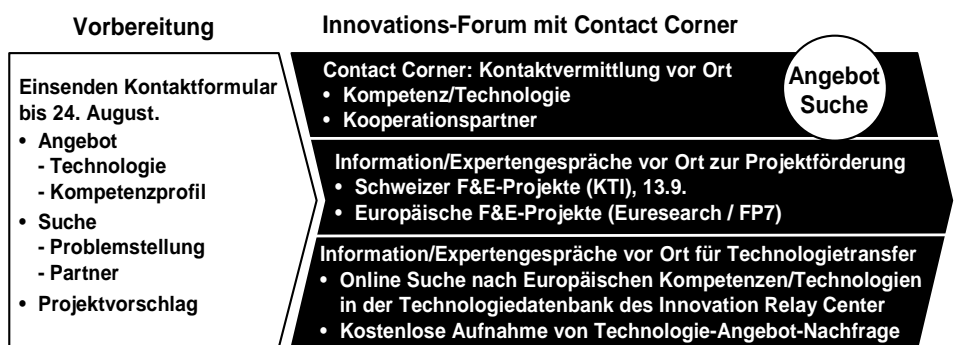 Vorbereitung
Einsenden Kontaktformular
bis 24. August.
• Angebot
- Technologie
- Kompetenzprofil
• Suche
- Problemstellung
- Partner
• Projektvorschlag
Innovations-Forum mit Contact Corner
Contact Corner: Kontaktvermittlung vor Ort
• Kompetenz/Technologie
• Kooperationspartner
Angebot
Suche
Information/Expertengespräche vor Ort zur Projektförderung
• Schweizer F&E-Projekte (KTI), 13.9.
• Europäische F&E-Projekte (Euresearch / FP7)
Information/Expertengespräche vor Ort für Technologietransfer
• Online Suche nach Europäischen Kompetenzen/Technologien
in der Technologiedatenbank des Innovation Relay Center
• Kostenlose Aufnahme von Technologie-Angebot-Nachfrage